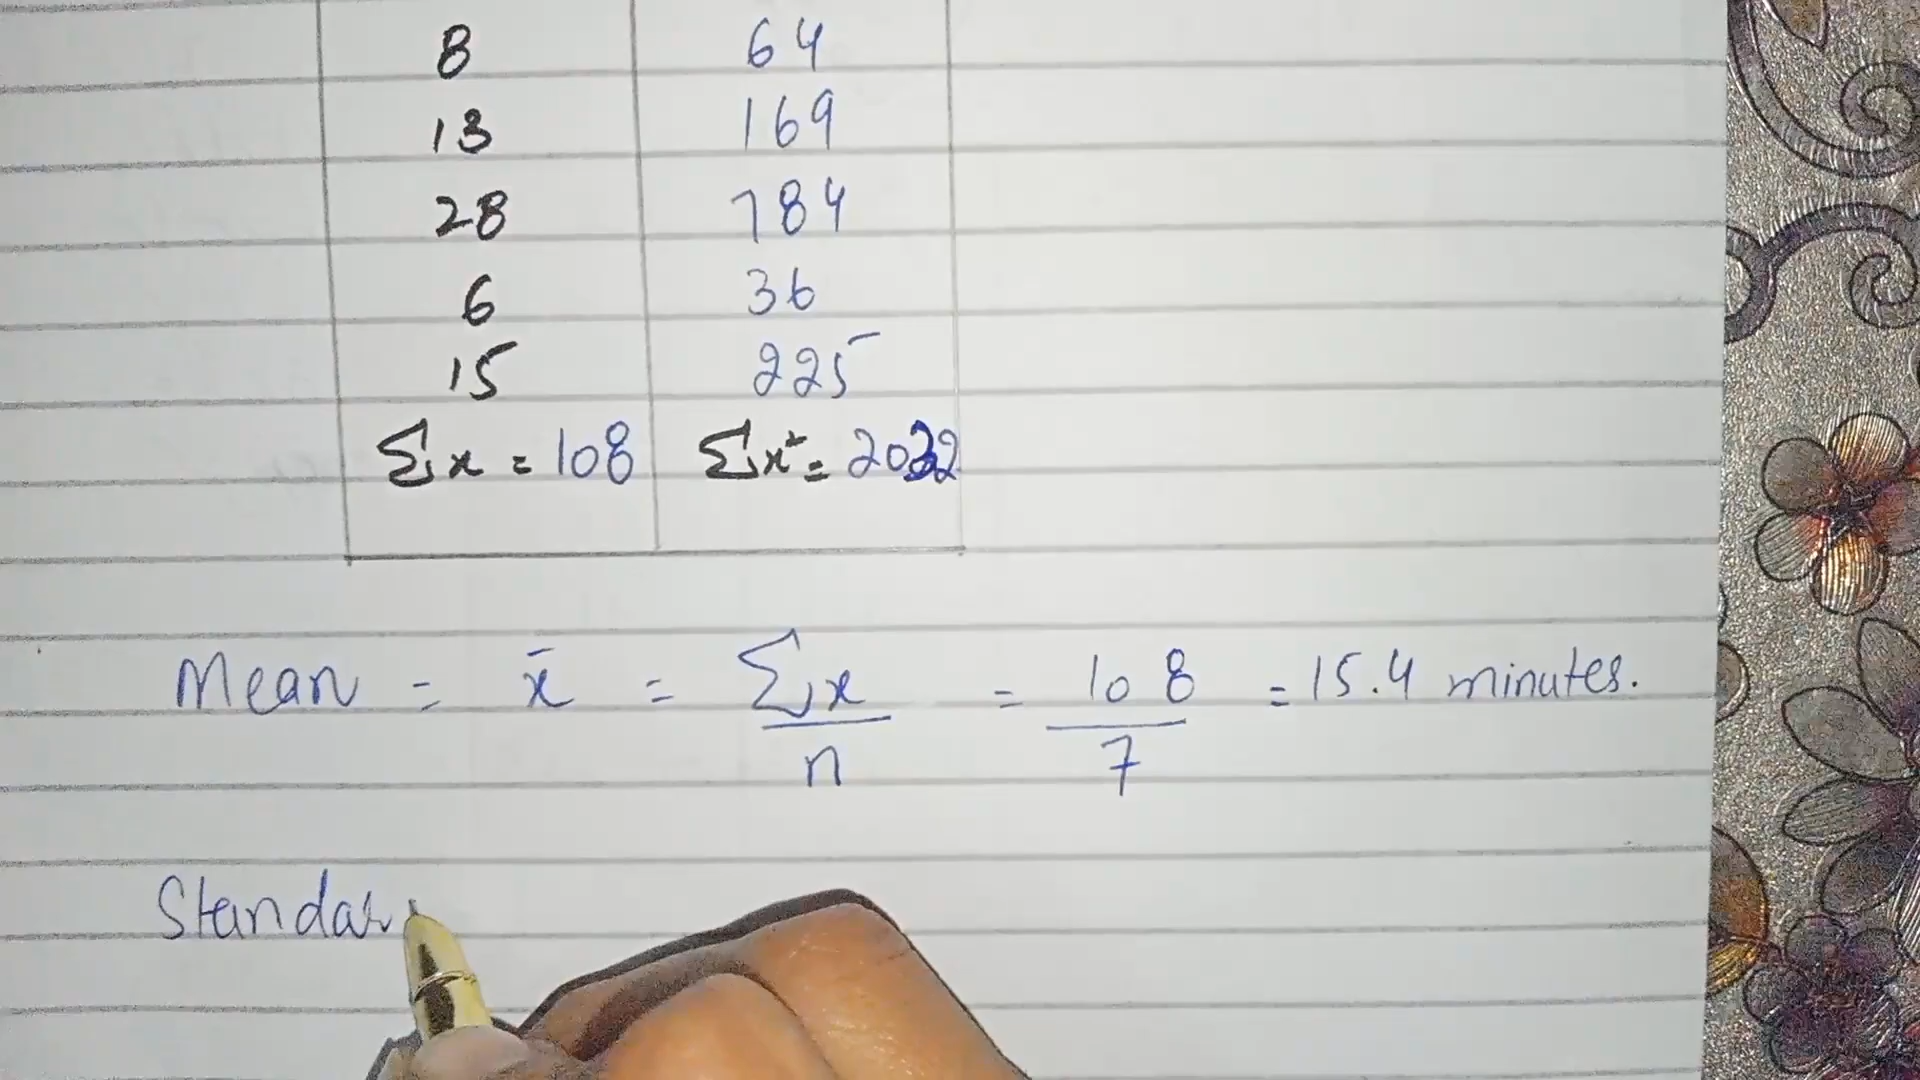 8 64
13 169
28 784
6 36
15 225
Σx = 108 Σx² = 2022
Mean = x̄ = Σx / n = 108 / 7 = 15.4 minutes.
Standar